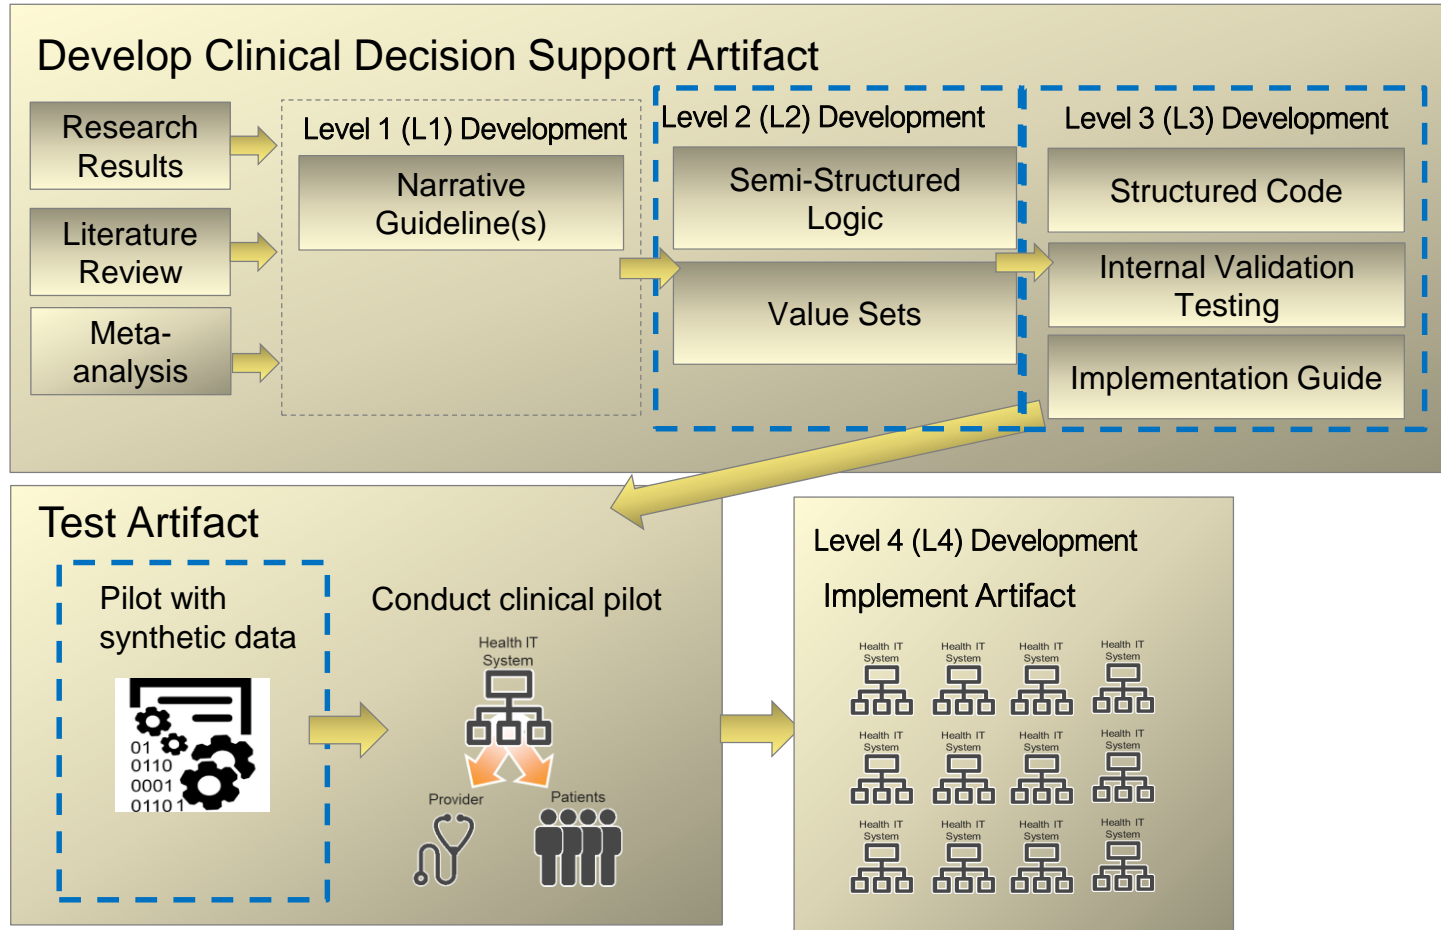 Develop Clinical Decision Support Artifact
Research
Results
Literature
Review
Meta-
analysis
Level 1 (L1) Development
Narrative
Guideline(s)
Level 2 (L2) Development
Semi-Structured
Logic
Value Sets
Level 3 (L3) Development
Structured Code
Internal Validation
Testing
Implementation Guide
Test Artifact
Pilot with
synthetic data
01
0110
0001
01101
Conduct clinical pilot
Health IT
System
Provider
Patients
Level 4 (L4) Development
Implement Artifact
Health IT
System
Health IT
System
Health IT
System
Health IT
System
Health IT
System
Health IT
System
Health IT
System
Health IT
System
Health IT
System
Health IT
System
Health IT
System
Health IT
System